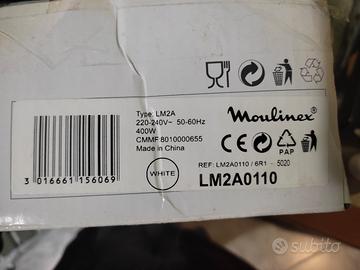 Type: LM2A
220-240V~ 50-60Hz
400W
CMMF 8010000655
Made in China
Moulinex®
PAP
REF: LM2A0110 / 6R1 - 5020
3 016661 156069
WHITE
LM2A0110
subito